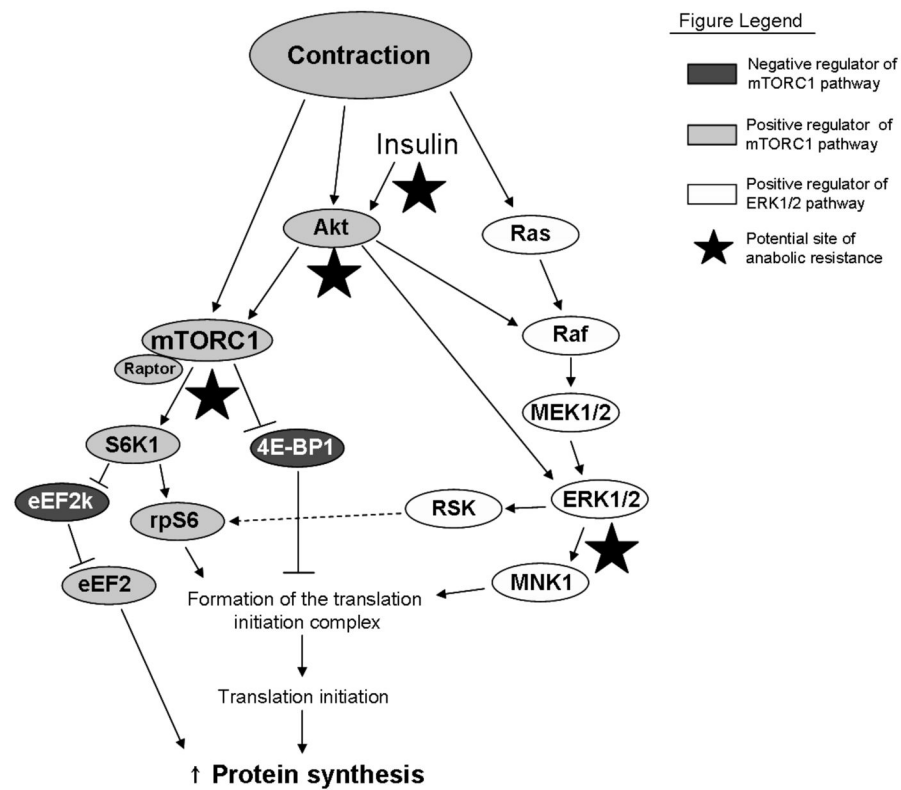 Figure Legend
Contraction
Negative regulator of
mTORC1 pathway
Positive regulator of
mTORC1 pathway
Insulin
Positive regulator of
ERK1/2 pathway
Akt
Ras
Potential site of
anabolic resistance
mTORC1
Raf
Raptor
MEK1/2
S6K1
4E-BP1
eEF2k
rpS6
RSK
ERK1/2
eEF2
MNK1
Formation of the translation
initiation complex
Translation initiation
↑ Protein synthesis